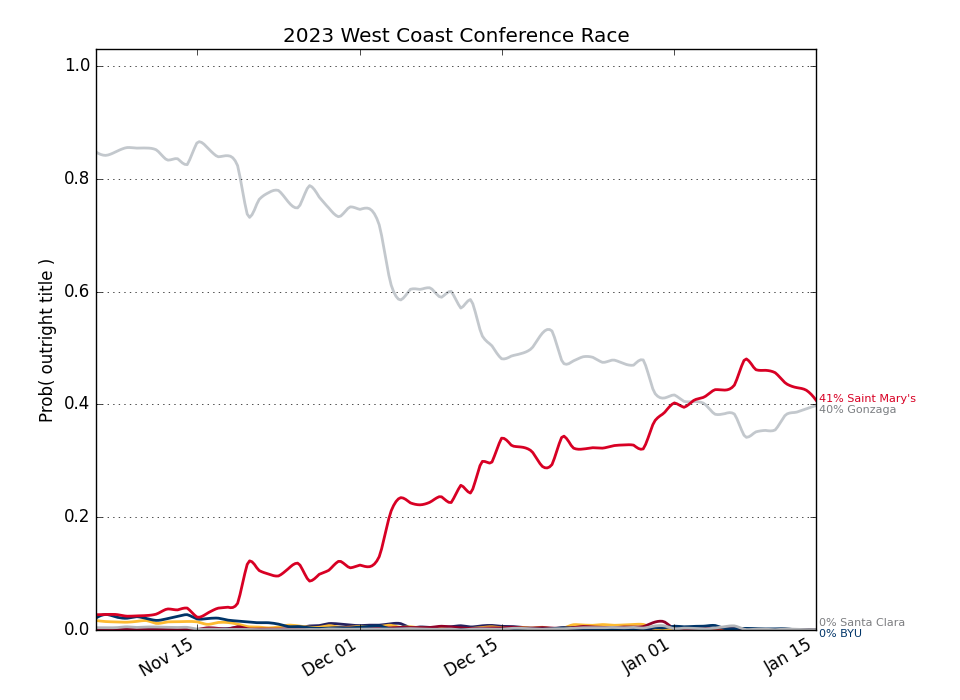 2023 West Coast Conference Race
Prob( outright title )
1.0
0.8
0.6
0.4
0.2
0.0
Nov 15
Dec 01
Dec 15
Jan 01
Jan 15
41% Saint Mary's
40% Gonzaga
0% Santa Clara
0% BYU